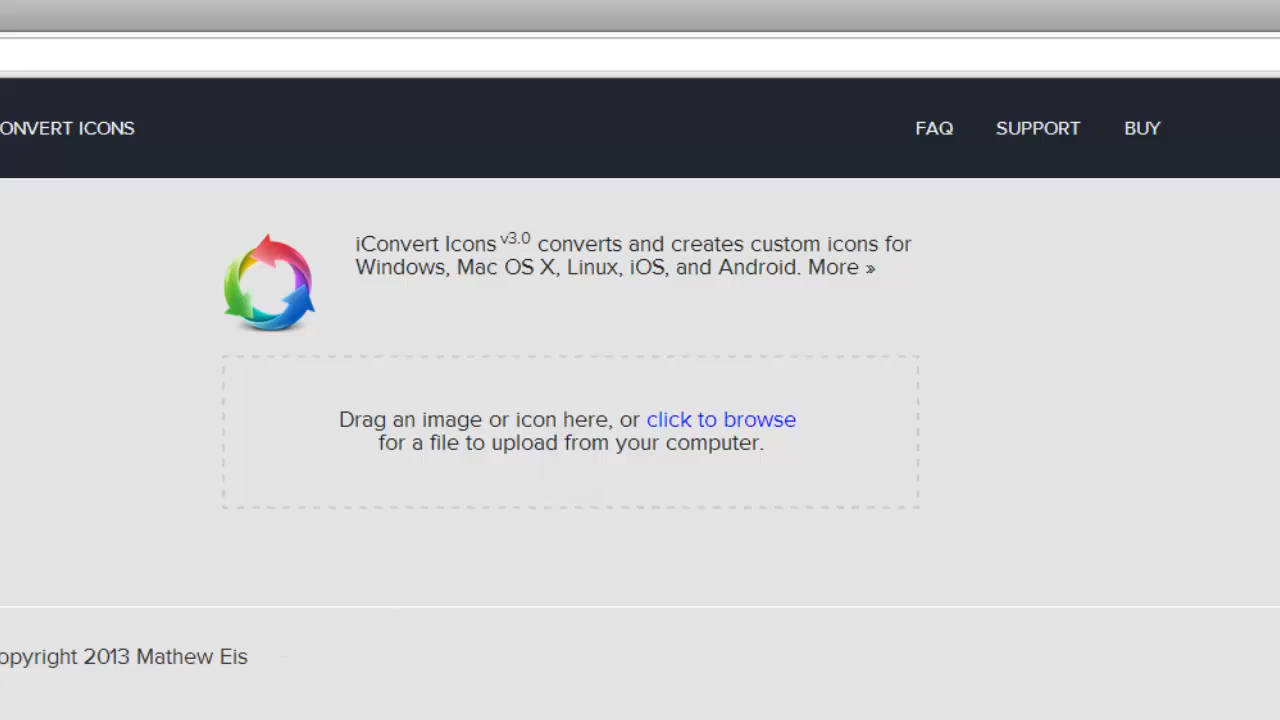 ONVERT ICONS
FAQ
SUPPORT
BUY
iConvert Icons v3.0 converts and creates custom icons for
Windows, Mac OS X, Linux, iOS, and Android. More »
Drag an image or icon here, or click to browse
for a file to upload from your computer.
opyright 2013 Mathew Eis